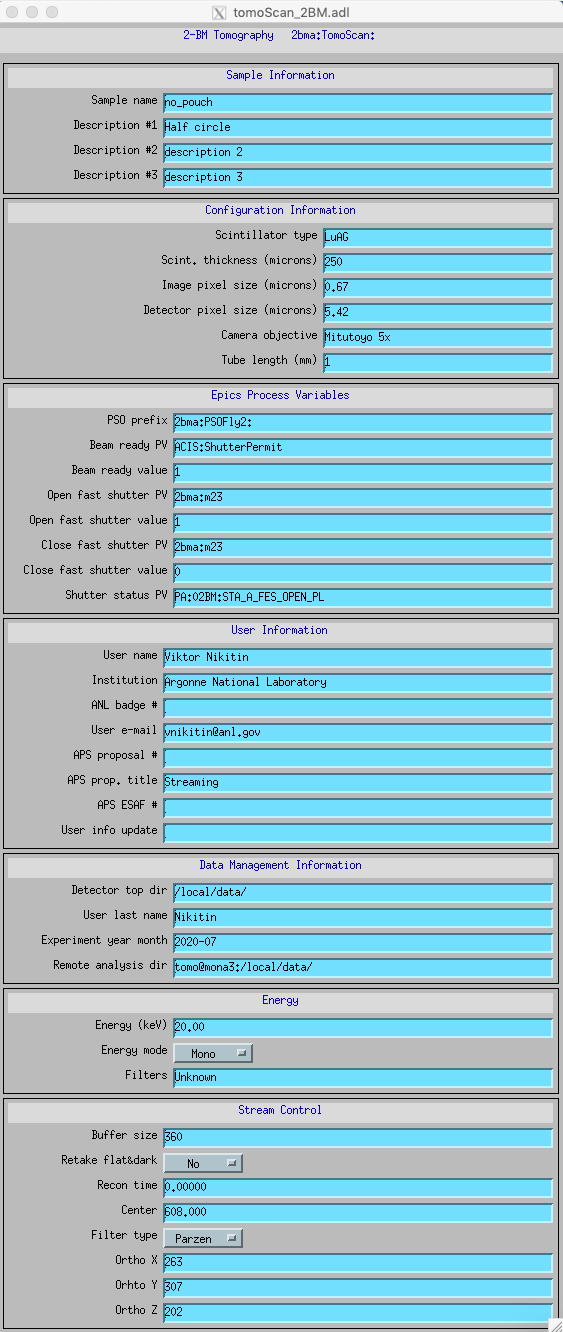 tomoScan_2BM.adl
2-BM Tomography 2bma:TomoScan:
Sample Information
Sample name no_pouch
Description #1 Half circle
Description #2 description 2
Description #3 description 3
Configuration Information
Scintillator type LuAG
Scint. thickness (microns) 250
Image pixel size (microns) 0.67
Detector pixel size (microns) 5.42
Camera objective Mitutoyo 5x
Tube length (mm) 1
Epics Process Variables
PSO prefix 2bma:PSOFly2:
Beam ready PV ACIS:ShutterPermit
Beam ready value 1
Open fast shutter PV 2bma:m23
Open fast shutter value 1
Close fast shutter PV 2bma:m23
Close fast shutter value 0
Shutter status PV PA:02BM:STA_A_FES_OPEN_PL
User Information
User name Viktor Nikitin
Institution Argonne National Laboratory
ANL badge #
User e-mail vnikitin@anl.gov
APS proposal #
APS prop. title Streaming
APS ESAF #
User info update
Data Management Information
Detector top dir /local/data/
User last name Nikitin
Experiment year month 2020-07
Remote analysis dir tomo@mona3:/local/data/
Energy
Energy (keV) 20.00
Energy mode Mono
Filters Unknown
Stream Control
Buffer size 360
Retake flat&dark No
Recon time 0.00000
Center 608.000
Filter type Parzen
Ortho X 263
Orhto Y 307
Ortho Z 202